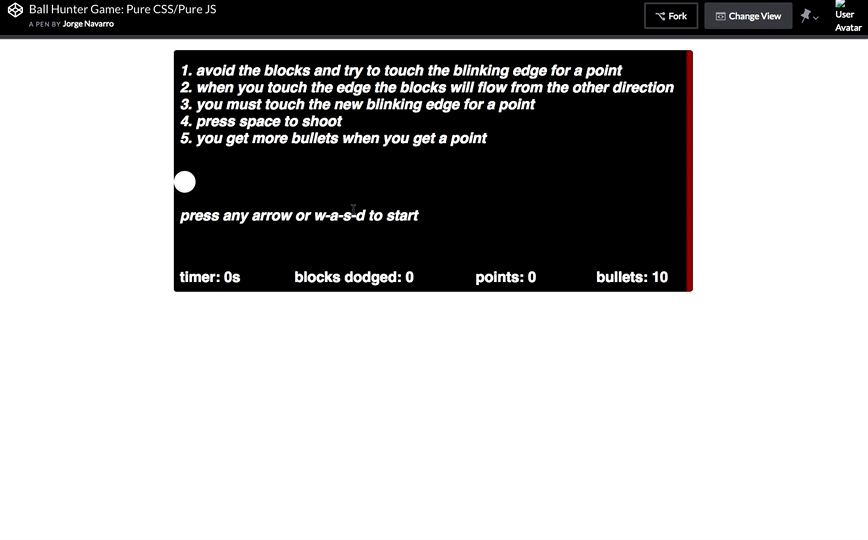 Ball Hunter Game: Pure CSS/Pure JS
A PEN BY Jorge Navarro
Fork
Change View
User
Avatar
1. avoid the blocks and try to touch the blinking edge for a point
2. when you touch the edge the blocks will flow from the other direction
3. you must touch the new blinking edge for a point
4. press space to shoot
5. you get more bullets when you get a point
press any arrow or w-a-s-d to start
timer: 0s blocks dodged: 0 points: 0 bullets: 10